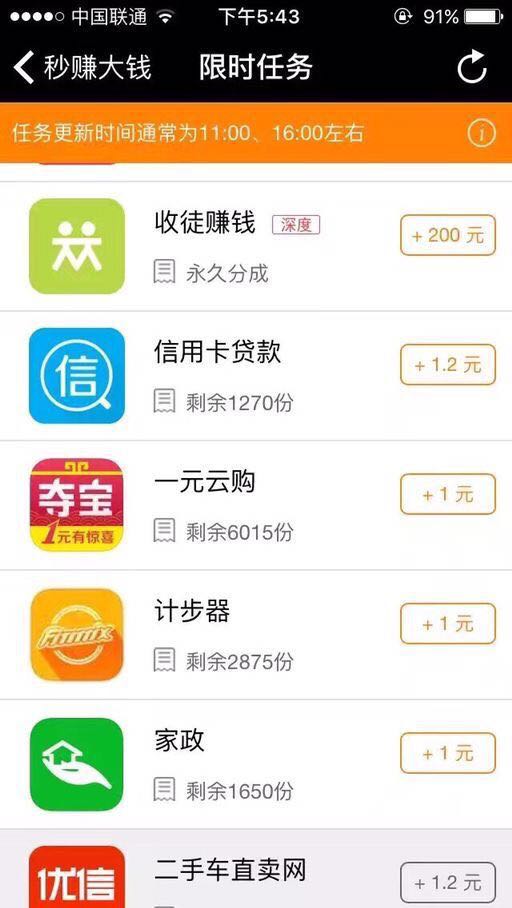 中国联通 下午5:43 91%
秒赚大钱 限时任务
任务更新时间通常为11:00、16:00左右
收徒赚钱 深度
+ 200 元
永久分成
信
信用卡贷款
+ 1.2 元
剩余1270份
夺宝
1元有惊喜
一元云购
+ 1 元
剩余6015份
计步器
+ 1 元
剩余2875份
家政
+ 1 元
剩余1650份
优信
二手车直卖网
+ 1.2 元